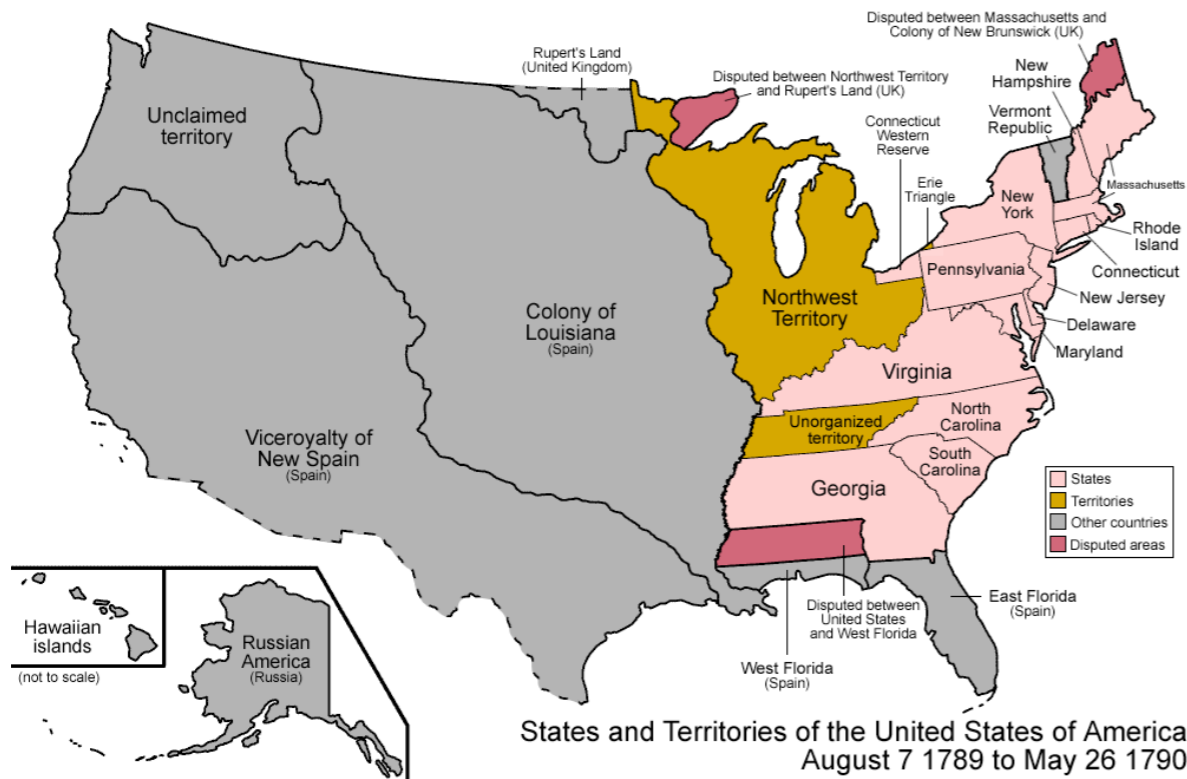 Disputed between Massachusetts and
Colony of New Brunswick (UK)
Rupert's Land
(United Kingdom)
Disputed between Northwest Territory
and Rupert's Land (UK)
New
Hampshire
Vermont
Republic
Connecticut
Western
Reserve
Erie
Triangle
Unclaimed
territory
Massachusetts
New
York
Rhode
Island
Connecticut
Pennsylvania
New Jersey
Northwest
Territory
Colony of
Louisiana
(Spain)
Delaware
Maryland
Virginia
North
Carolina
Unorganized
territory
Viceroyalty of
New Spain
(Spain)
South
Carolina
Georgia
States
Territories
Other countries
Disputed areas
East Florida
(Spain)
Disputed between
United States
and West Florida
West Florida
(Spain)
Hawaiian
islands
(not to scale)
Russian
America
(Russia)
States and Territories of the United States of America
August 7 1789 to May 26 1790